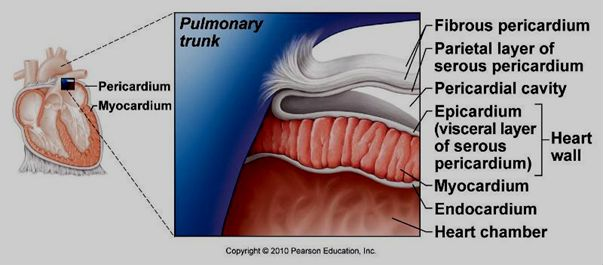 Pulmonary
trunk
Pericardium
Myocardium
Fibrous pericardium
Parietal layer of
serous pericardium
Pericardial cavity
Epicardium
(visceral layer
of serous
pericardium)
Heart
wall
Myocardium
Endocardium
Heart chamber
Copyright © 2010 Pearson Education, Inc.